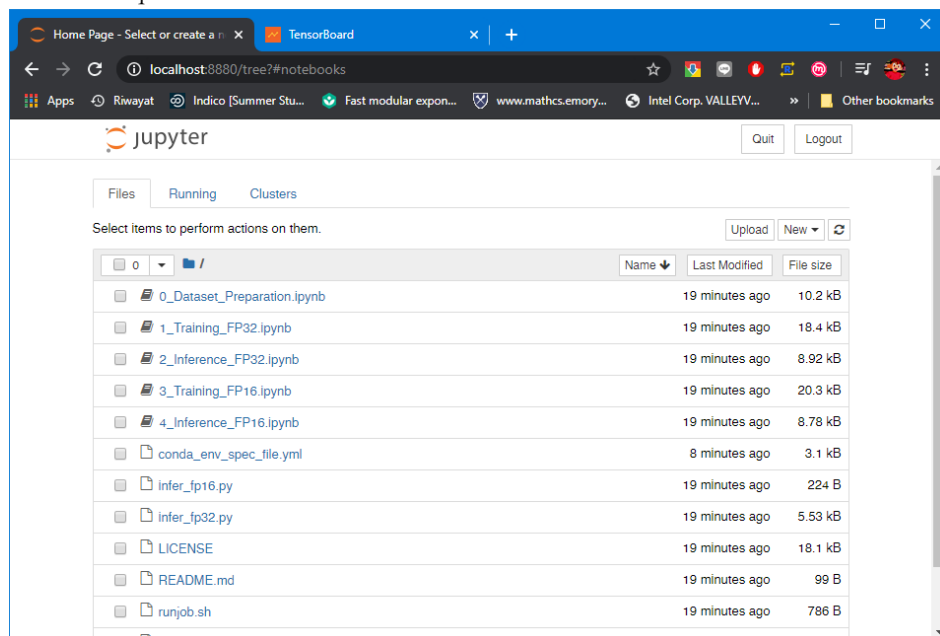 Home Page - Select or create a n
TensorBoard
localhost:8880/tree?#notebooks
Apps Riwayat Indico [Summer Stu... Fast modular expon... www.mathcs.emory... Intel Corp. VALLEYV... » Other bookmarks
jupyter Quit Logout
Files Running Clusters
Select items to perform actions on them. Upload New
0 / Name Last Modified File size
0_Dataset_Preparation.ipynb 19 minutes ago 10.2 kB
1_Training_FP32.ipynb 19 minutes ago 18.4 kB
2_Inference_FP32.ipynb 19 minutes ago 8.92 kB
3_Training_FP16.ipynb 19 minutes ago 20.3 kB
4_Inference_FP16.ipynb 19 minutes ago 8.78 kB
conda_env_spec_file.yml 8 minutes ago 3.1 kB
infer_fp16.py 19 minutes ago 224 B
infer_fp32.py 19 minutes ago 5.53 kB
LICENSE 19 minutes ago 18.1 kB
README.md 19 minutes ago 99 B
runjob.sh 19 minutes ago 786 B